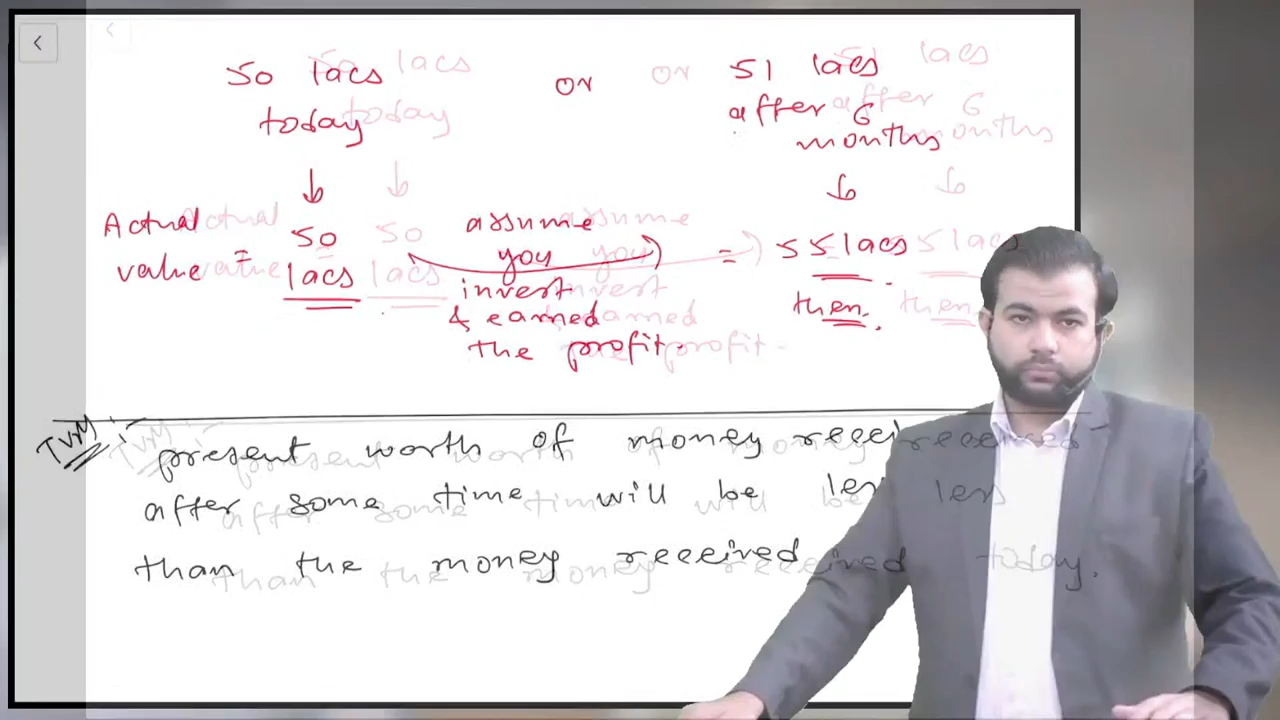 50 lacs or 51 lacs
today after 6
months
Actual 50 assume
value = lacs you = 55 lacs
invest then.
& earned
the profit.
TVM :- present worth of money received
after some time will be less
than the money received today.